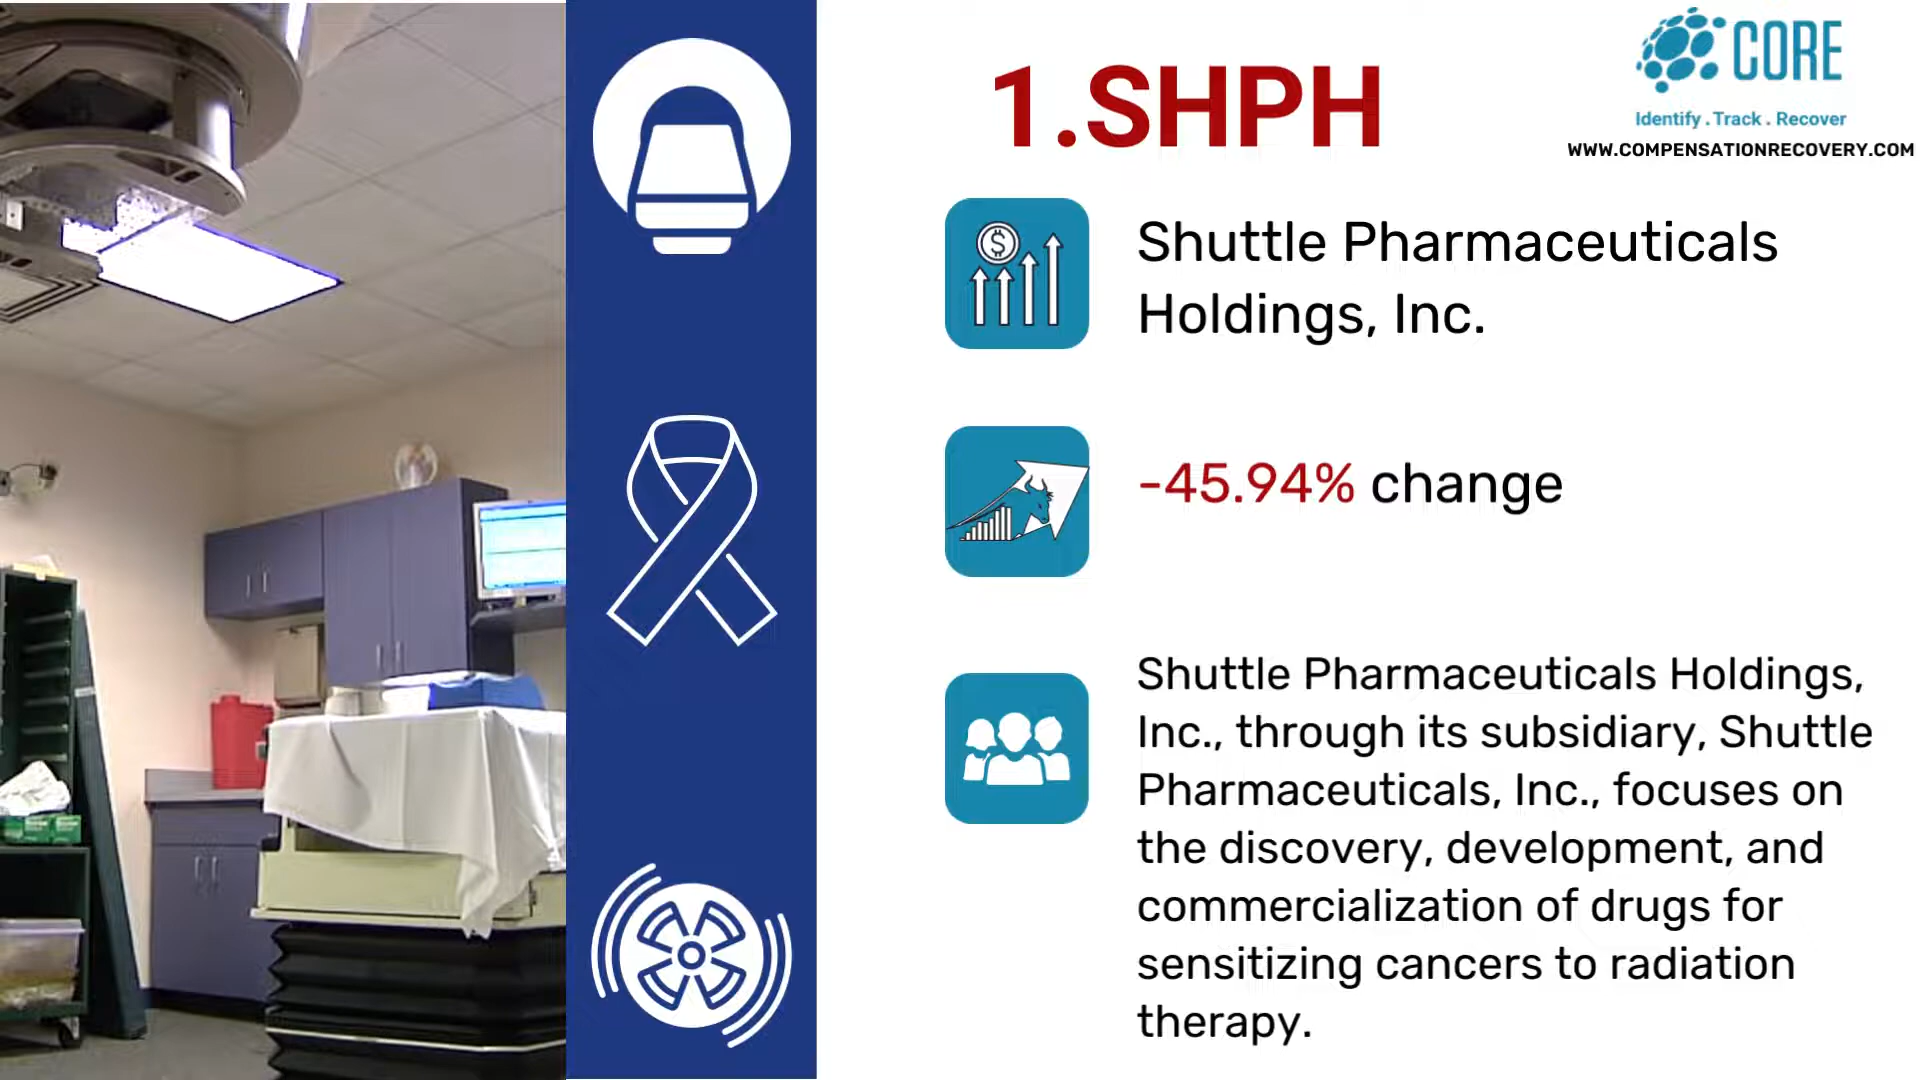 1.SHPH
CORE
Identify . Track . Recover
WWW.COMPENSATIONRECOVERY.COM
$
Shuttle Pharmaceuticals
Holdings, Inc.
-45.94% change
Shuttle Pharmaceuticals Holdings,
Inc., through its subsidiary, Shuttle
Pharmaceuticals, Inc., focuses on
the discovery, development, and
commercialization of drugs for
sensitizing cancers to radiation
therapy.